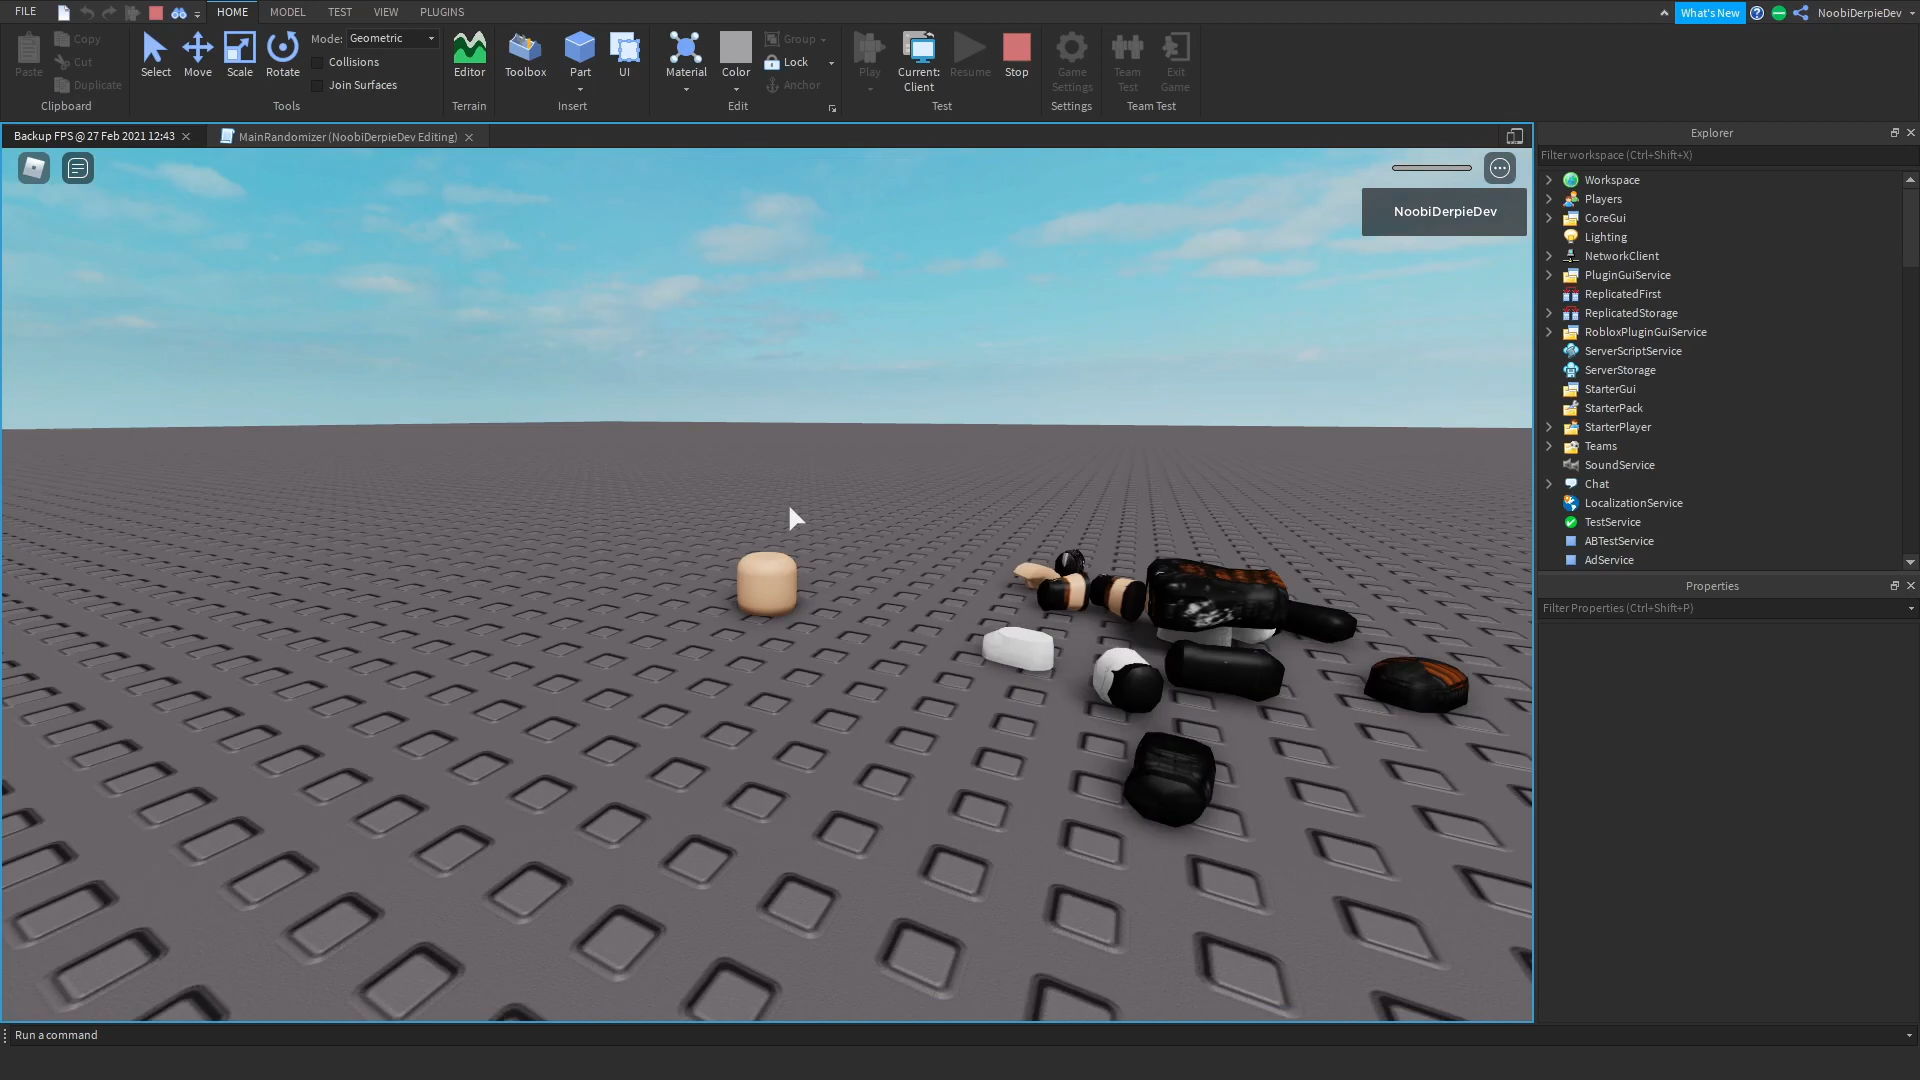 FILE HOME MODEL TEST VIEW PLUGINS What's New NoobiDerpieDev
Paste Copy Cut Duplicate Clipboard
Select Move Scale Rotate Mode: Geometric Collisions Join Surfaces Tools
Editor Terrain
Toolbox Part UI Insert
Material Color Group Lock Anchor Edit
Play Current: Client Resume Stop Test
Game Settings Settings
Team Test Exit Game Team Test
Backup FPS @ 27 Feb 2021 12:43 MainRandomizer (NoobiDerpieDev Editing)
NoobiDerpieDev
Explorer
Filter workspace (Ctrl+Shift+X)
Workspace
Players
CoreGui
Lighting
NetworkClient
PluginGuiService
ReplicatedFirst
ReplicatedStorage
RobloxPluginGuiService
ServerScriptService
ServerStorage
StarterGui
StarterPack
StarterPlayer
Teams
SoundService
Chat
LocalizationService
TestService
ABTestService
AdService
Properties
Filter Properties (Ctrl+Shift+P)
Run a command